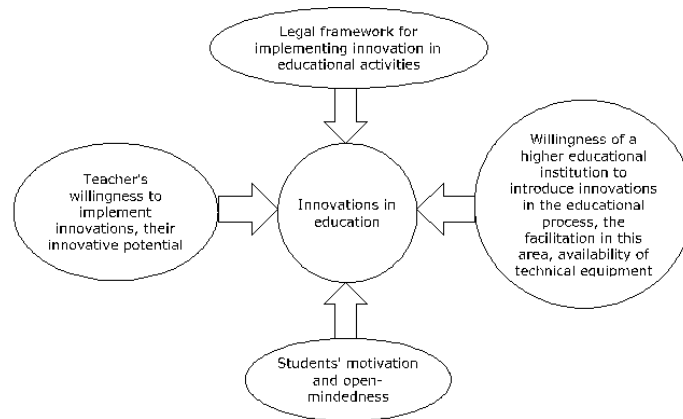 Legal framework for
implementing innovation in
educational activities
Teacher's
willingness to
implement
innovations, their
innovative potential
Innovations in
education
Willingness of a
higher educational
institution to
introduce innovations
in the educational
process, the
facilitation in this
area, availability of
technical equipment
Students' motivation
and open-
mindedness